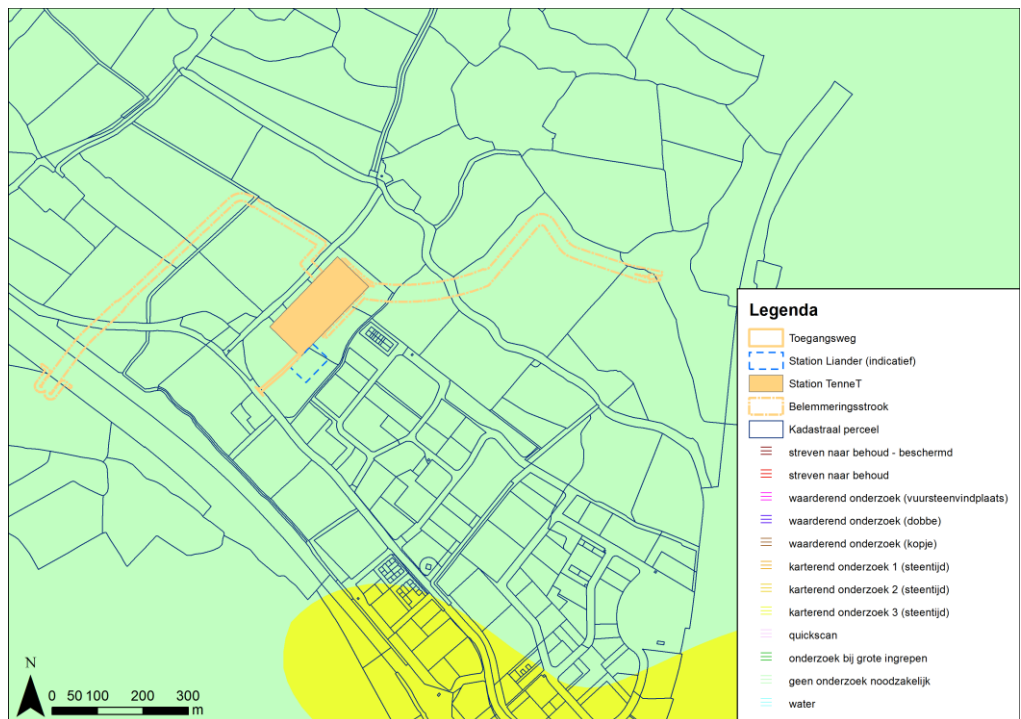 Legenda
Toegangsweg
Station Liander (indicatief)
Station TenneT
Belemmeringsstrook
Kadastraal perceel
streven naar behoud - beschermd
streven naar behoud
waarderend onderzoek (vuursteenvindplaats)
waarderend onderzoek (dobbe)
waarderend onderzoek (kopje)
karterend onderzoek 1 (steentijd)
karterend onderzoek 2 (steentijd)
karterend onderzoek 3 (steentijd)
quickscan
onderzoek bij grote ingrepen
geen onderzoek noodzakelijk
water
N
0 50 100 200 300
m